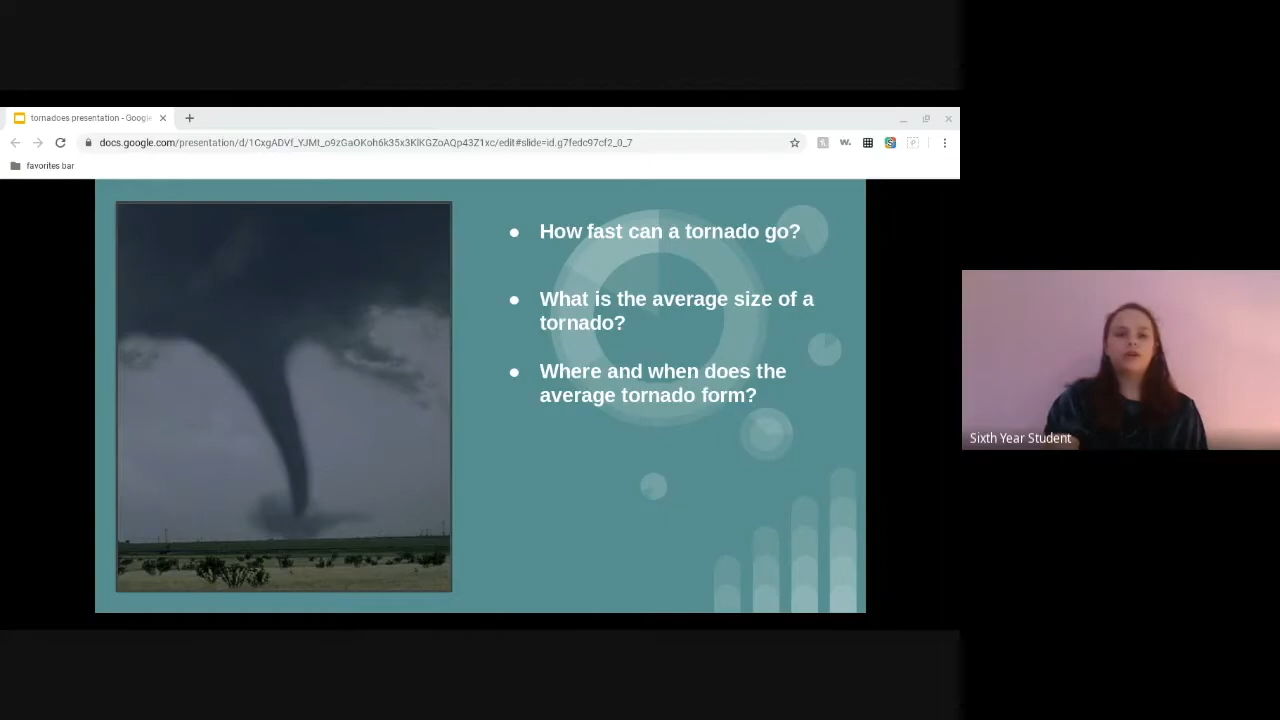 tornadoes presentation - Google
docs.google.com/presentation/d/1CxgADVf_YJMt_o9zGaOKoh6k35x3KlKGZoAQp43Z1xc/edit#slide=id.g7fedc97cf2_0_7
favorites bar
● How fast can a tornado go?
● What is the average size of a
tornado?
● Where and when does the
average tornado form?
Sixth Year Student